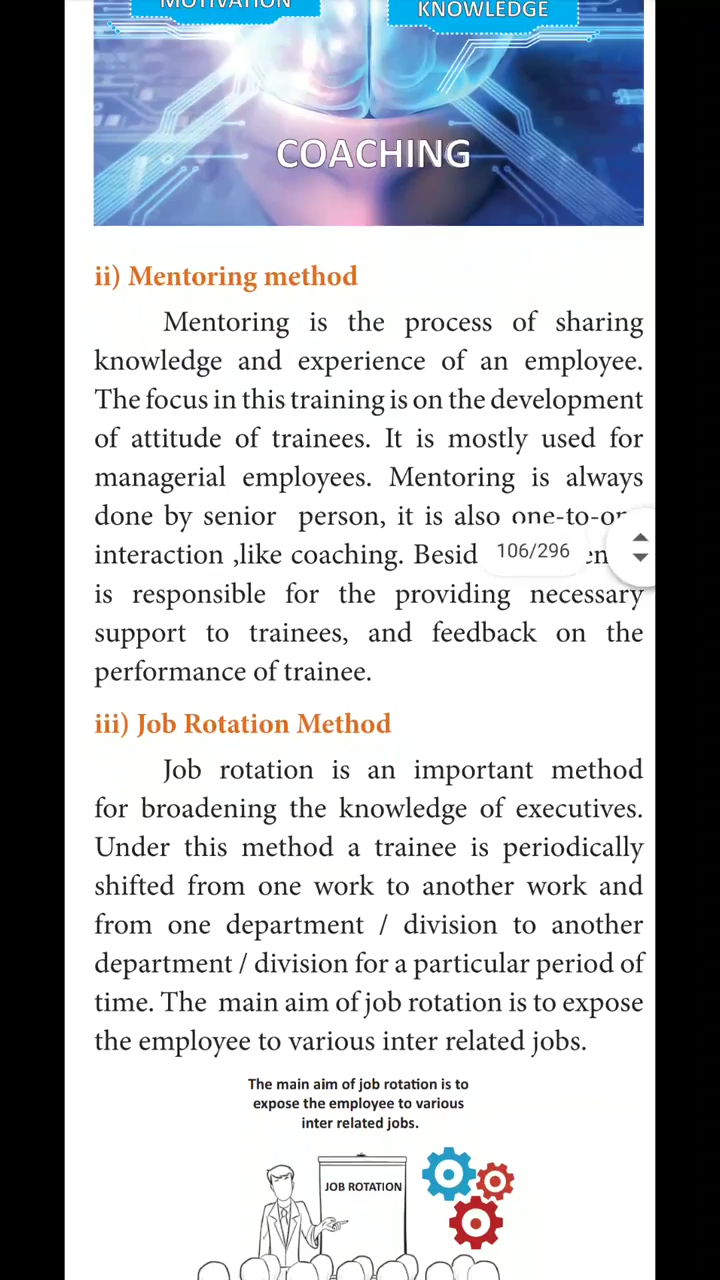 MOTIVATION
KNOWLEDGE
COACHING
ii) Mentoring method
Mentoring is the process of sharing
knowledge and experience of an employee.
The focus in this training is on the development
of attitude of trainees. It is mostly used for
managerial employees. Mentoring is always
done by senior person, it is also
interaction ,like coaching.
106/296
is responsible for the providing necessary
support to trainees, and feedback on the
performance of trainee.
iii) Job Rotation Method
Job rotation is an important method
for broadening the knowledge of executives.
Under this method a trainee is periodically
shifted from one work to another work and
from one department / division to another
department / division for a particular period of
time. The main aim of job rotation is to expose
the employee to various inter related jobs.
The main aim of job rotation is to
expose the employee to various
inter related jobs.
JOB ROTATION